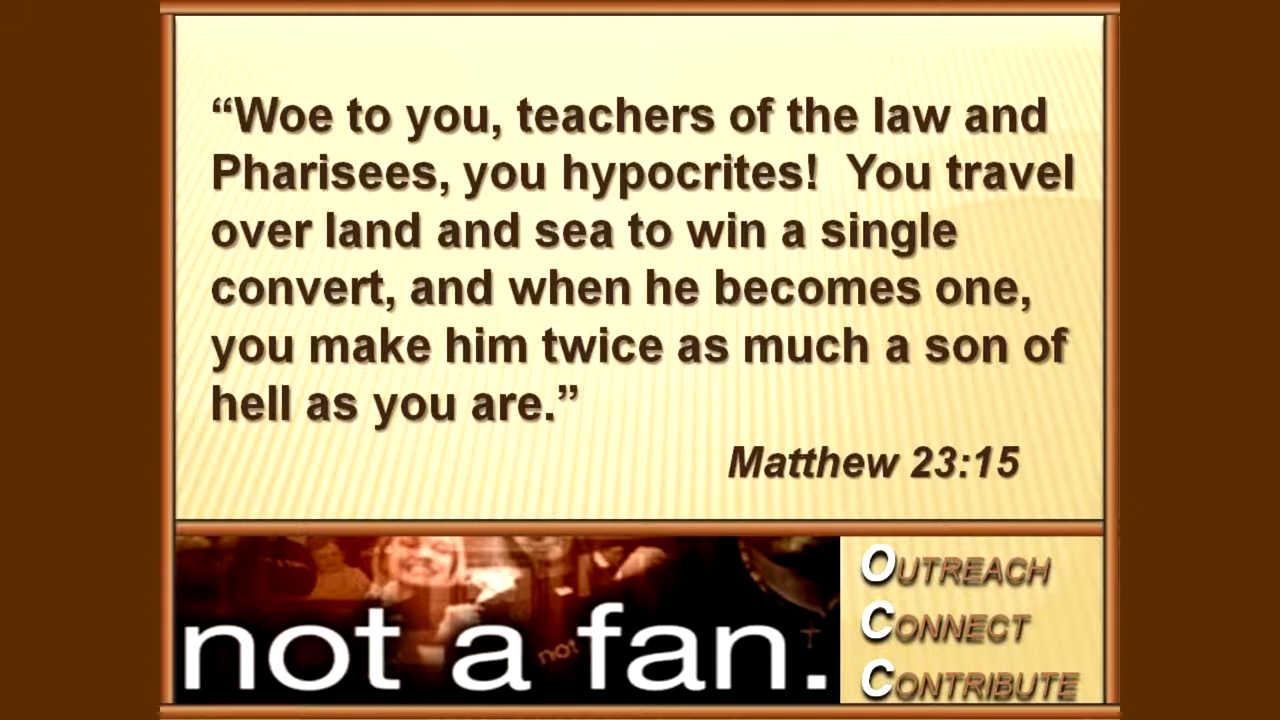 “Woe to you, teachers of the law and
Pharisees, you hypocrites!  You travel
over land and sea to win a single
convert, and when he becomes one,
you make him twice as much a son of
hell as you are.”
Matthew 23:15
not a fan.
not
OUTREACH
CONNECT
CONTRIBUTE